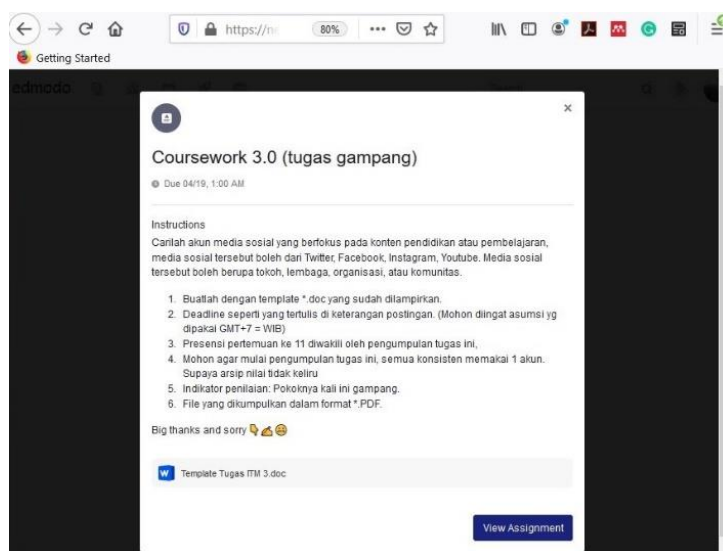 https://n
80%
Getting Started
edmodo
Coursework 3.0 (tugas gampang)
Due 04/19, 1:00 AM
Instructions
Carilah akun media sosial yang berfokus pada konten pendidikan atau pembelajaran,
media sosial tersebut boleh dari Twitter, Facebook, Instagram, Youtube. Media sosial
tersebut boleh berupa tokoh, lembaga, organisasi, atau komunitas.
1. Buatlah dengan template *.doc yang sudah dilampirkan.
2. Deadline seperti yang tertulis di keterangan postingan. (Mohon diingat asumsi yg
dipakai GMT+7 = WIB)
3. Presensi pertemuan ke 11 diwakili oleh pengumpulan tugas ini,
4. Mohon agar mulai pengumpulan tugas ini, semua konsisten memakai 1 akun.
Supaya arsip nilai tidak keliru
5. Indikator penilaian: Pokoknya kali ini gampang.
6. File yang dikumpulkan dalam format *.PDF.
Big thanks and sorry 👇✍😄
Template Tugas ITM 3.doc
View Assignment